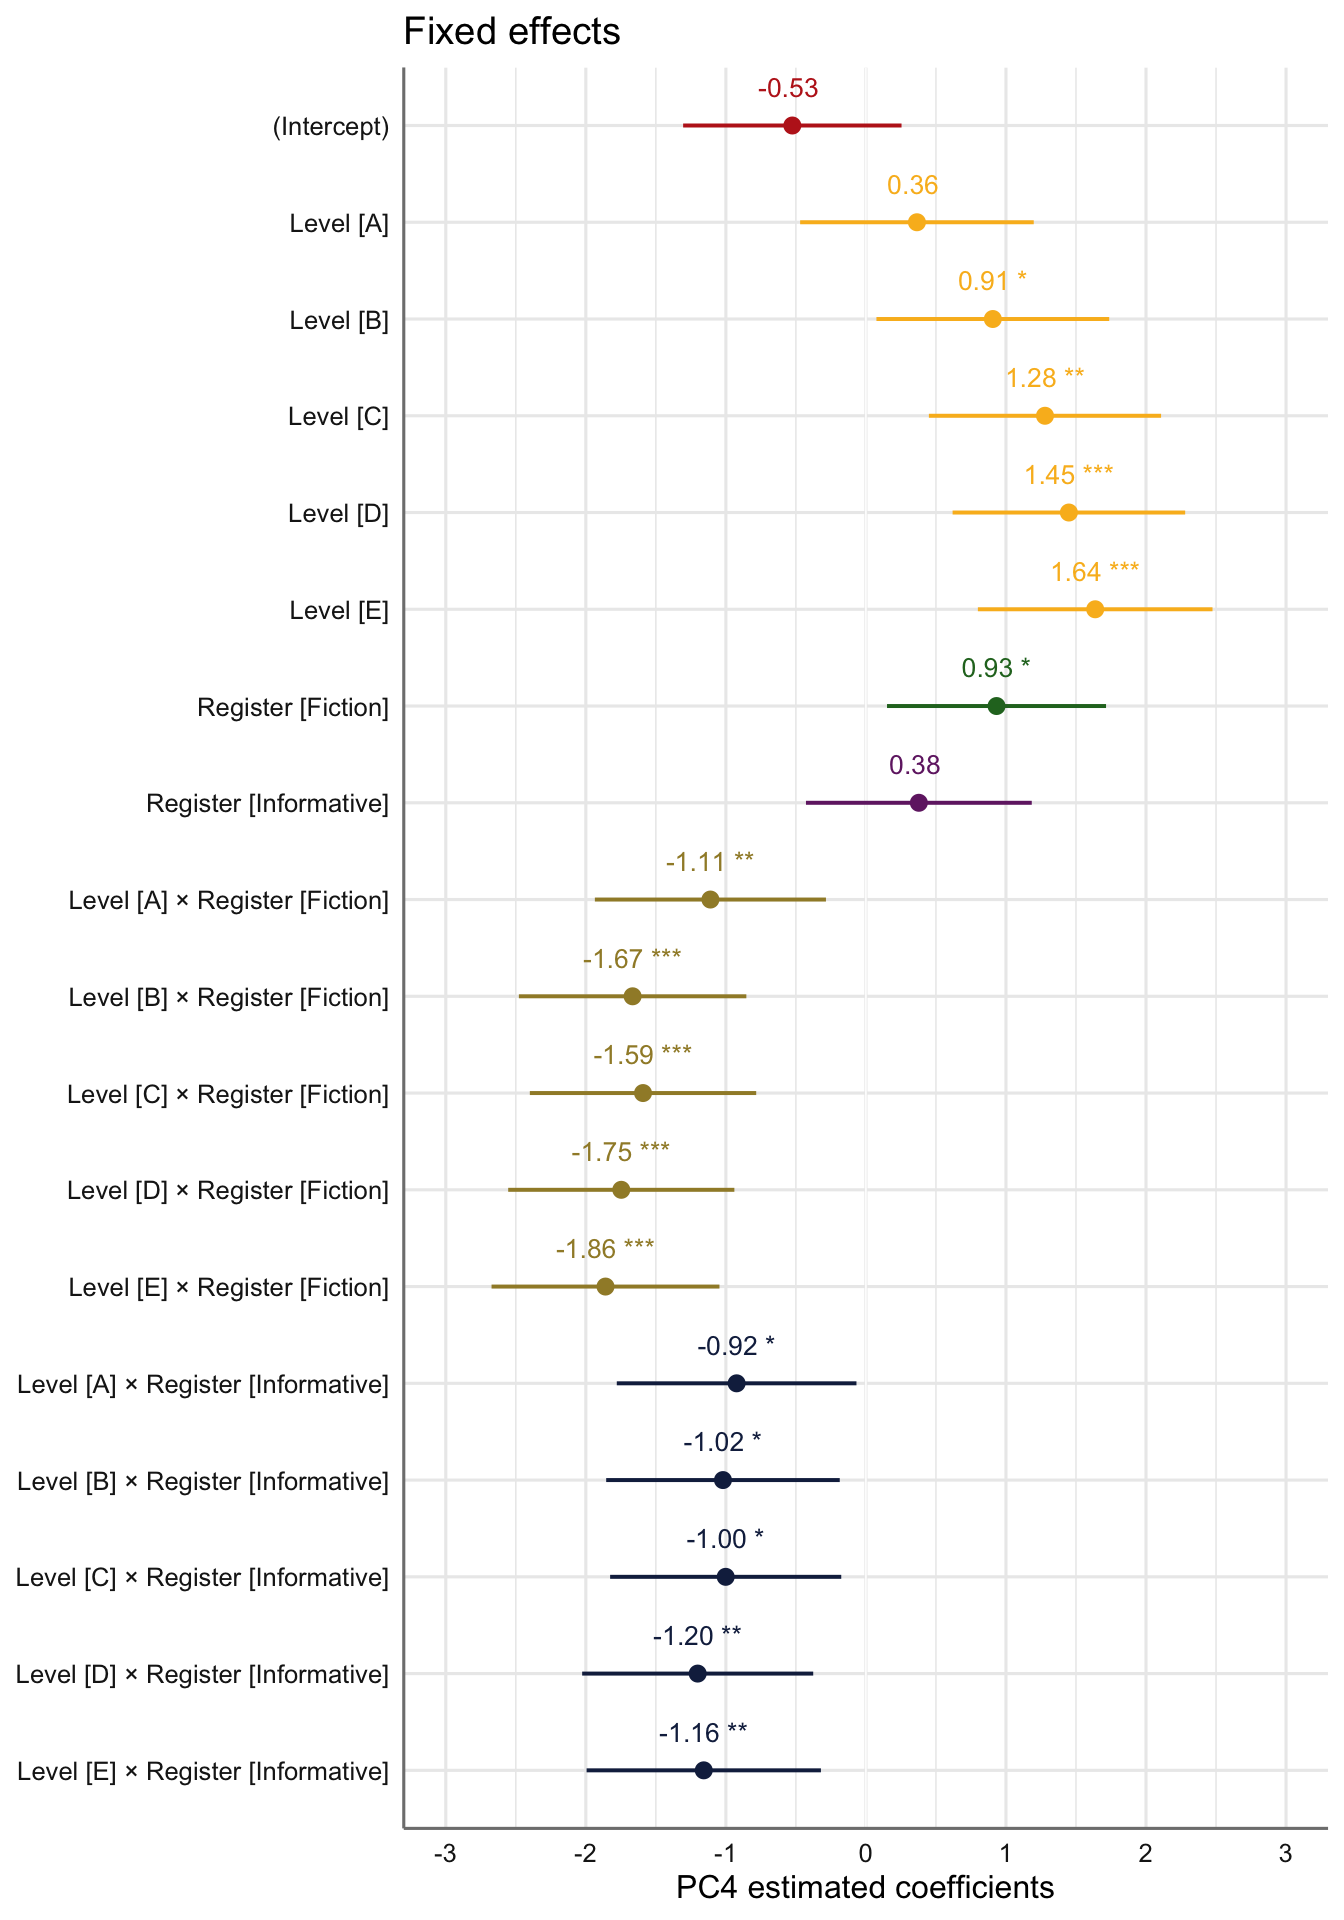 Fixed effects
-0.53
(Intercept)
0.36
Level [A]
0.91 *
Level [B]
1.28 **
Level [C]
1.45 ***
Level [D]
1.64 ***
Level [E]
0.93 *
Register [Fiction]
0.38
Register [Informative]
-1.11 **
Level [A] × Register [Fiction]
-1.67 ***
Level [B] × Register [Fiction]
-1.59 ***
Level [C] × Register [Fiction]
-1.75 ***
Level [D] × Register [Fiction]
-1.86 ***
Level [E] × Register [Fiction]
-0.92 *
Level [A] × Register [Informative]
-1.02 *
Level [B] × Register [Informative]
-1.00 *
Level [C] × Register [Informative]
-1.20 **
Level [D] × Register [Informative]
-1.16 **
Level [E] × Register [Informative]
-3 -2 -1 0 1 2 3
PC4 estimated coefficients